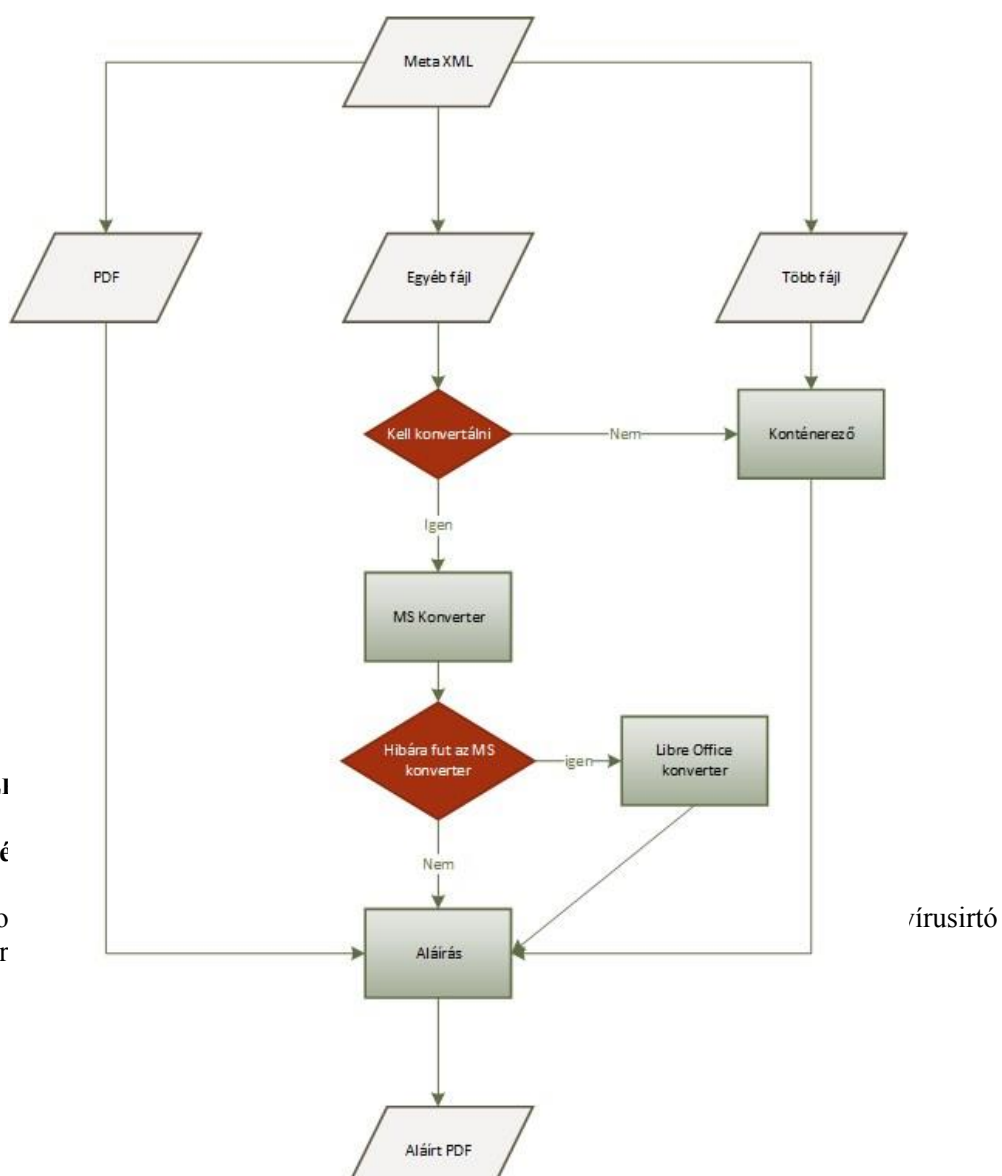 Meta XML
PDF
Egyéb fájl
Több fájl
Kell konvertálni
Nem
Konténerező
Igen
MS Konverter
Hibára fut az MS
konverter
igen
Libre Office
konverter
Nem
vírusirtó
Aláírás
Aláírt PDF